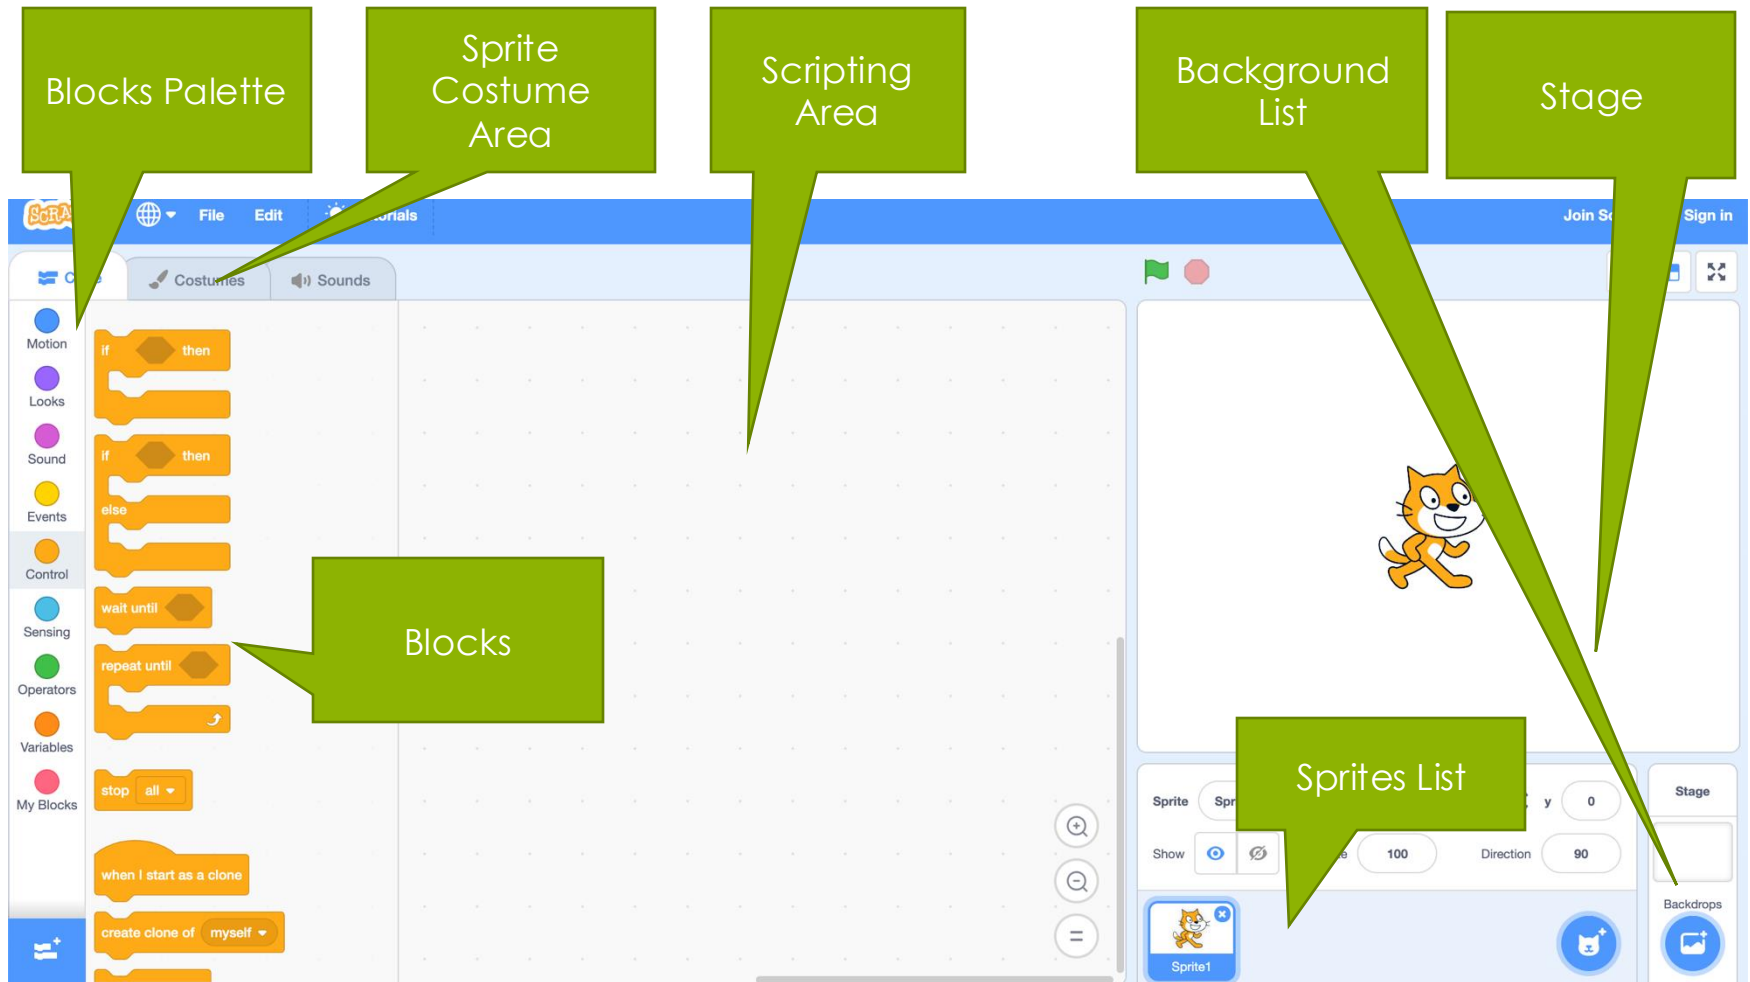 Blocks Palette
Sprite
Costume
Area
Scripting
Area
Background
List
Stage
File
Edit
Sign in
Costumes
Sounds
Motion
Looks
Sound
Events
Control
Sensing
Operators
Variables
My Blocks
if then
if then
else
wait until
repeat until
stop all
when I start as a clone
create clone of myself
Blocks
Sprites List
Sprite
y 0
Show
100
Direction 90
Sprite1
Stage
Backdrops